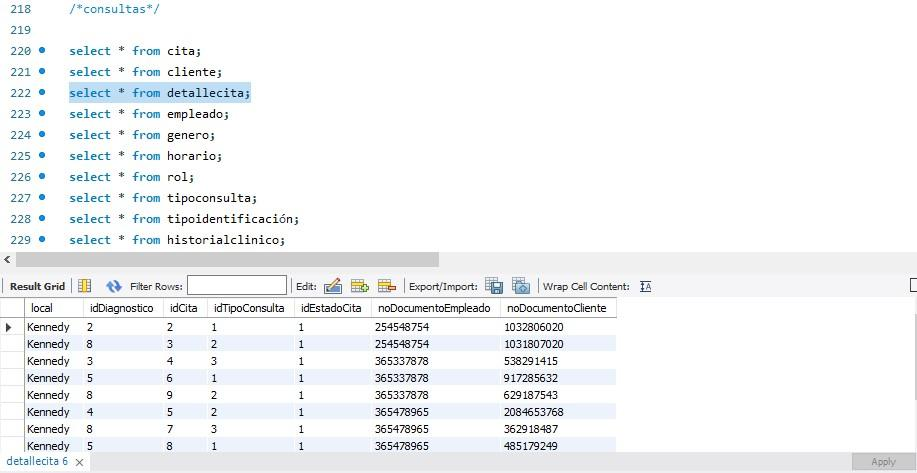 218 /*consultas*/
219
220 select * from cita;
221 select * from cliente;
222 select * from detallecita;
223 select * from empleado;
224 select * from genero;
225 select * from horario;
226 select * from rol;
227 select * from tipoconsulta;
228 select * from tipoidentificación;
229 select * from historialclinico;
Result Grid Filter Rows: Edit: Export/Import: Wrap Cell Content:
local idDiagnostico idCita idTipoConsulta idEstadoCita noDocumentoEmpleado noDocumentoCliente
Kennedy 2 2 1 1 254548754 1032806020
Kennedy 8 3 2 1 254548754 1031807020
Kennedy 3 4 3 1 365337878 538291415
Kennedy 5 6 1 1 365337878 917285632
Kennedy 8 9 2 1 365337878 629187543
Kennedy 4 5 2 1 365478965 2084653768
Kennedy 8 7 3 1 365478965 362918487
Kennedy 5 8 1 1 365478965 485179249
detallecita 6 Apply